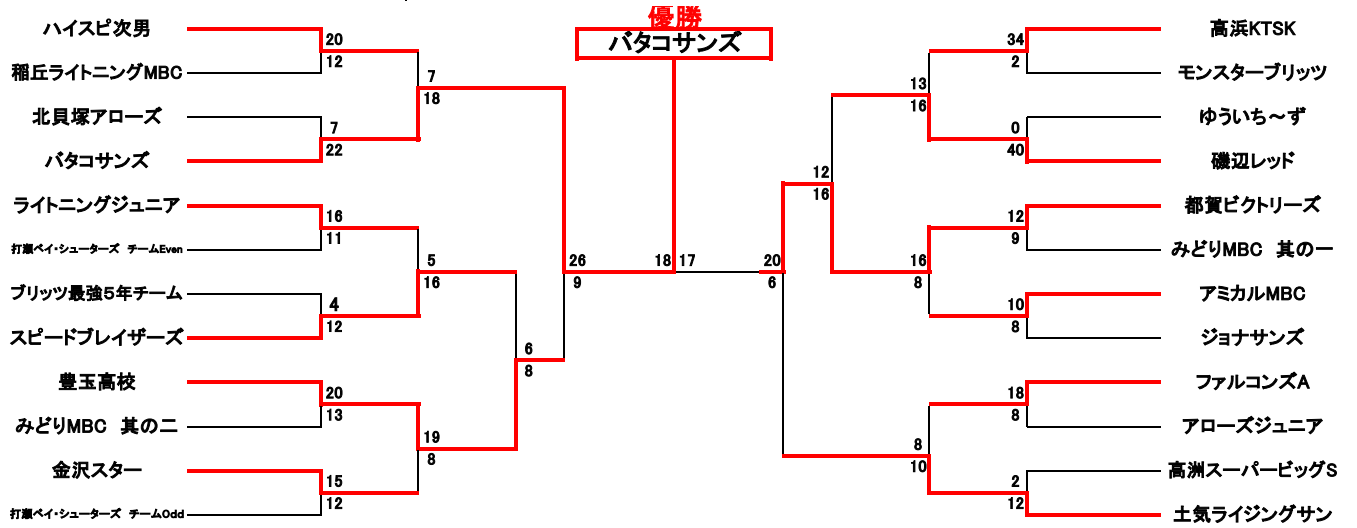 優勝
バタコサンズ
ハイスピ次男
20
12
稲丘ライトニングMBC
7
18
北貝塚アローズ
7
22
バタコサンズ
ライトニングジュニア
16
11
打瀬ベイ・シューターズ　チームEven
5
16
ブリッツ最強5年チーム
4
12
スピードブレイザーズ
26
9
6
8
豊玉高校
20
13
みどりMBC　其の二
19
8
金沢スター
15
12
打瀬ベイ・シューターズ　チームOdd
18
17
高浜KTSK
34
2
モンスターブリッツ
13
16
ゆういち～ず
0
40
磯辺レッド
12
16
都賀ビクトリーズ
12
9
みどりMBC　其の一
16
8
アミカルMBC
10
8
ジョナサンズ
20
6
ファルコンズA
18
8
アローズジュニア
8
10
高洲スーパービッグS
2
12
土気ライジングサン